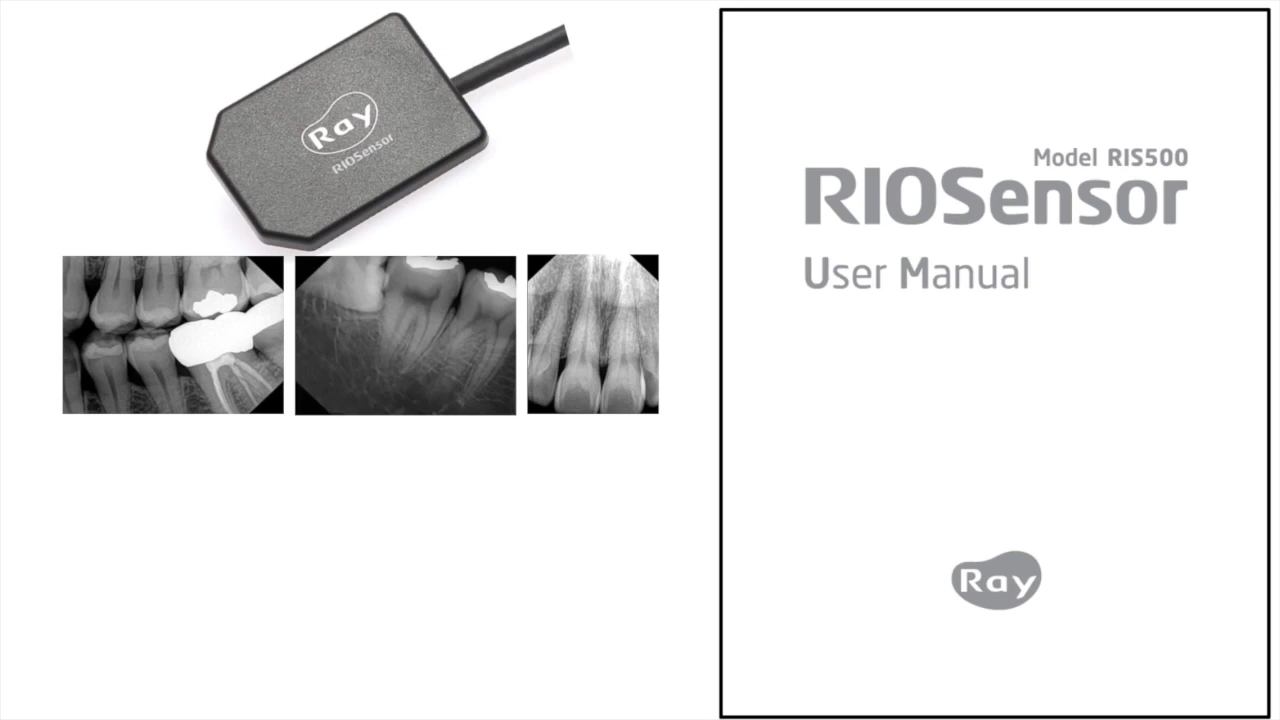 Ray
RIOSensor
Model RIS500
RIOSensor
User Manual
Ray